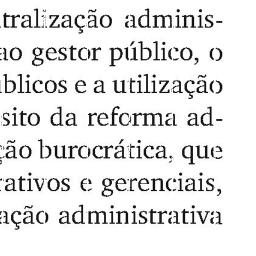 tralização adminis-
ao gestor público, o
blicos e a utilização
sito da reforma ad-
ção burocrática, que
rativos e gerenciais,
ação administrativa